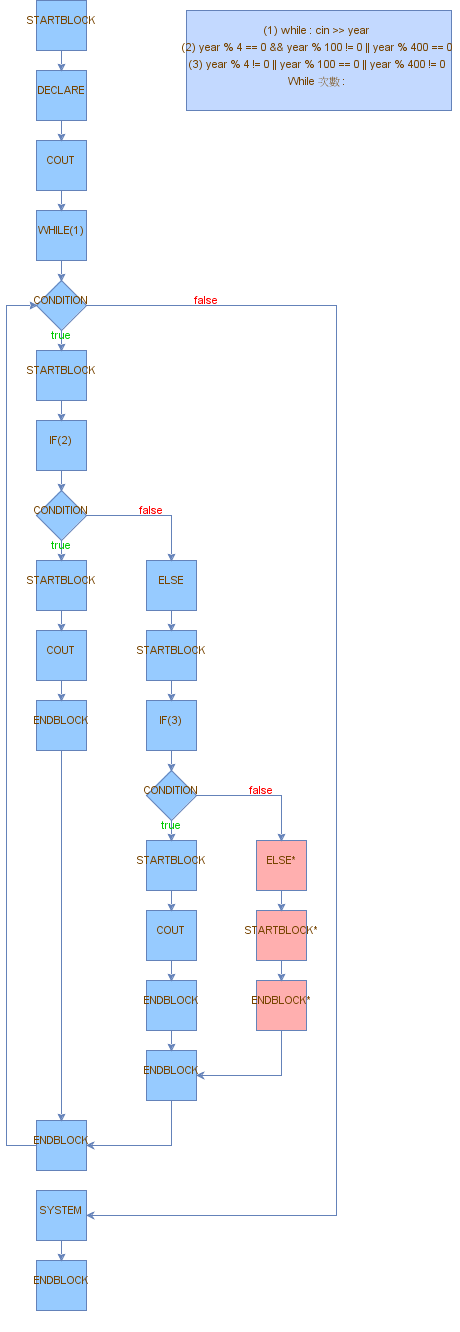 STARTBLOCK
(1) while : cin >> year
(2) year % 4 == 0 && year % 100 != 0 || year % 400 == 0
(3) year % 4 != 0 || year % 100 == 0 || year % 400 != 0
While 次數 :
DECLARE
COUT
WHILE(1)
CONDITION
false
true
STARTBLOCK
IF(2)
CONDITION
false
true
STARTBLOCK
ELSE
COUT
STARTBLOCK
ENDBLOCK
IF(3)
CONDITION
false
true
STARTBLOCK
ELSE*
COUT
STARTBLOCK*
ENDBLOCK
ENDBLOCK*
ENDBLOCK
ENDBLOCK
SYSTEM
ENDBLOCK